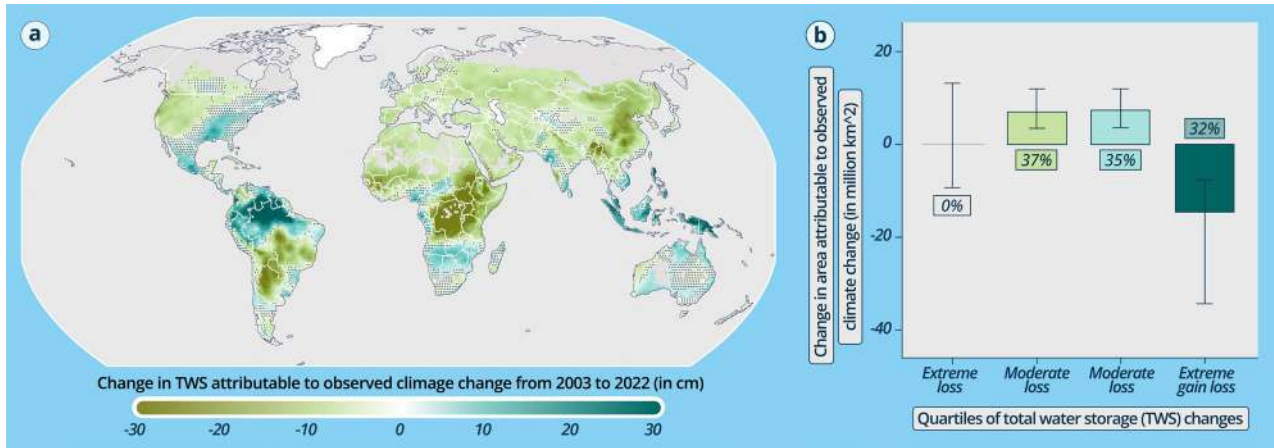 a
Change in TWS attributable to observed climage change from 2003 to 2022 (in cm)
-30 -20 -10 0 10 20 30
b
Change in area attributable to observed
climate change (in million km^2)
20
0
-20
-40
0%
37%
35%
32%
Extreme
loss
Moderate
loss
Moderate
loss
Extreme
gain loss
Quartiles of total water storage (TWS) changes